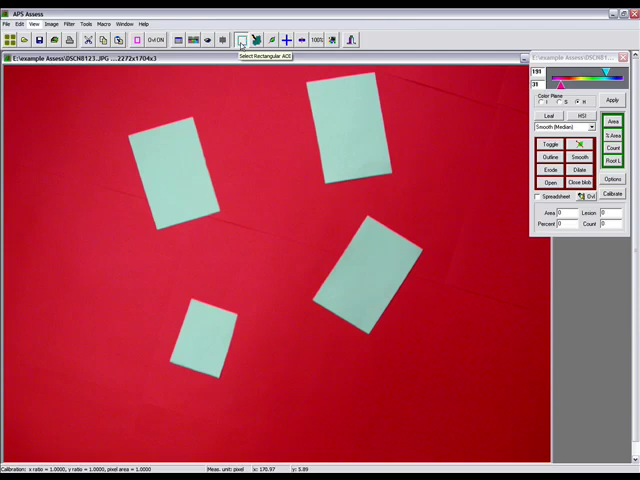 APS Assess
File Edit View Image Filter Tools Macro Window Help
Dvl ON
100%
Select Rectangular AOI
E:\example Assess\DSCN8123.JPG ...2272x1704x3
E:\example Assess\DSCN81...
191
31
Color Plane
I S H
Apply
Leaf HSI
Smooth (Median)
Area
% Area
Count
Root L
Toggle
Outline Smooth
Erode Dilate
Open Close blob
Options
Calibrate
Spreadsheet Dvl
Area 0 Lesion 0
Percent 0 Count 0
Calibration: x ratio = 1.0000, y ratio = 1.0000, pixel area = 1.0000 Meas. unit: pixel x: 170.97 y: 5.89